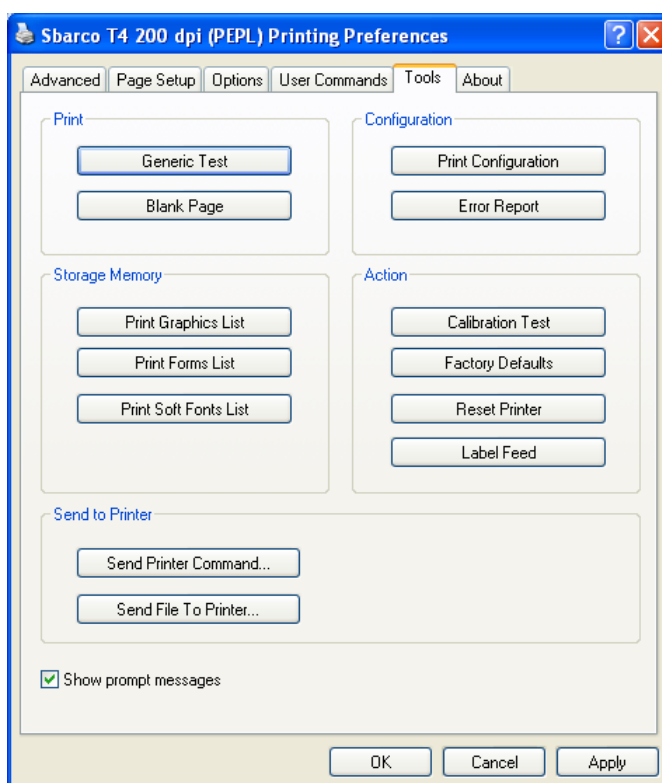 Sbarco T4 200 dpi (PEPL) Printing Preferences
Advanced Page Setup Options User Commands Tools About
Print
Generic Test
Blank Page
Configuration
Print Configuration
Error Report
Storage Memory
Print Graphics List
Print Forms List
Print Soft Fonts List
Action
Calibration Test
Factory Defaults
Reset Printer
Label Feed
Send to Printer
Send Printer Command...
Send File To Printer...
Show prompt messages
OK Cancel Apply